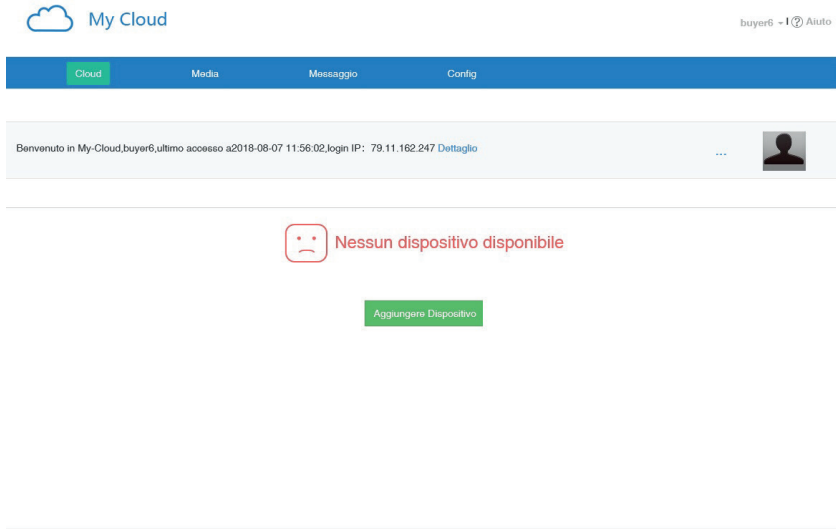 My Cloud
buyer6 I ? Aiuto
Cloud Media Messaggio Config
Benvenuto in My-Cloud,buyer6,ultimo accesso a2018-08-07 11:56:02,login IP：79.11.162.247 Dettaglio ...
Nessun dispositivo disponibile
Aggiungere Dispositivo